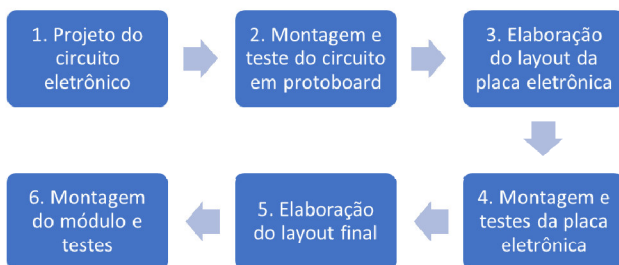 1. Projeto do
circuito
eletrônico
2. Montagem e
teste do circuito
em protoboard
3. Elaboração
do layout da
placa eletrônica
4. Montagem e
testes da placa
eletrônica
5. Elaboração
do layout final
6. Montagem
do módulo e
testes